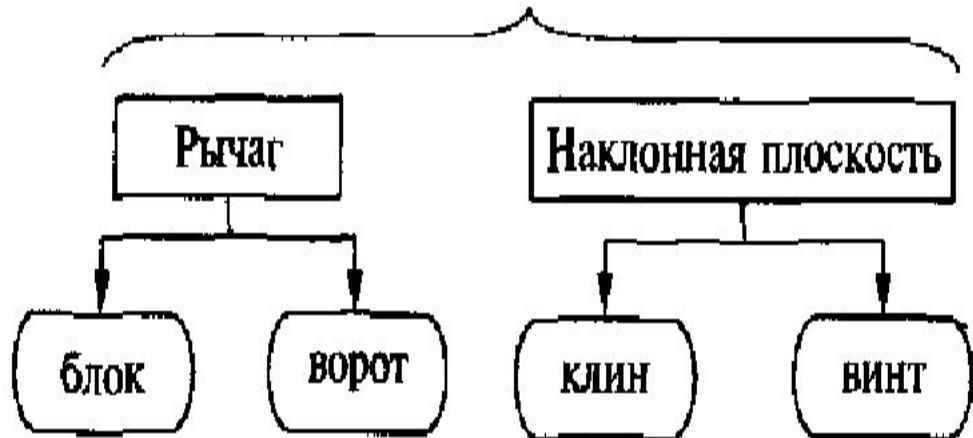 Рычаг
Наклонная плоскость
блок
ворот
клин
винт